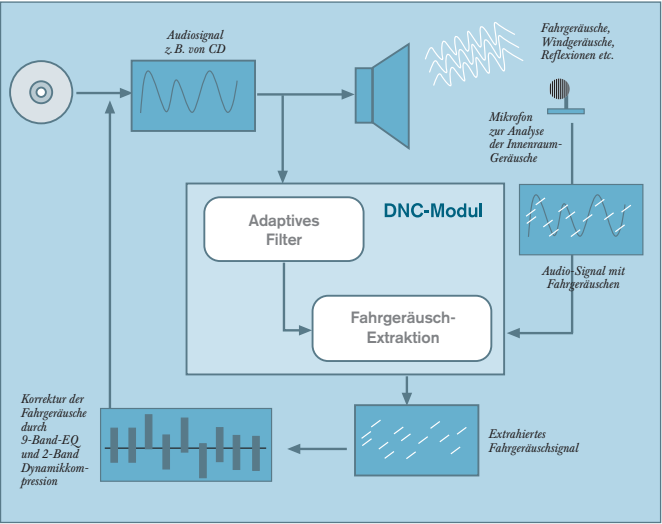 Audiosignal
z.B. von CD
Fahrgeräusche,
Windgeräusche,
Reflexionen etc.
Mikrofon
zur Analyse
der Innenraum-
Geräusche
DNC-Modul
Adaptives
Filter
Audio-Signal mit
Fahrgeräuschen
Fahrgeräusch-
Extraktion
Korrektur der
Fahrgeräusche
durch
9-Band-EQ
und 2-Band
Dynamikkom-
pression
Extrahiertes
Fahrgeräuschsignal